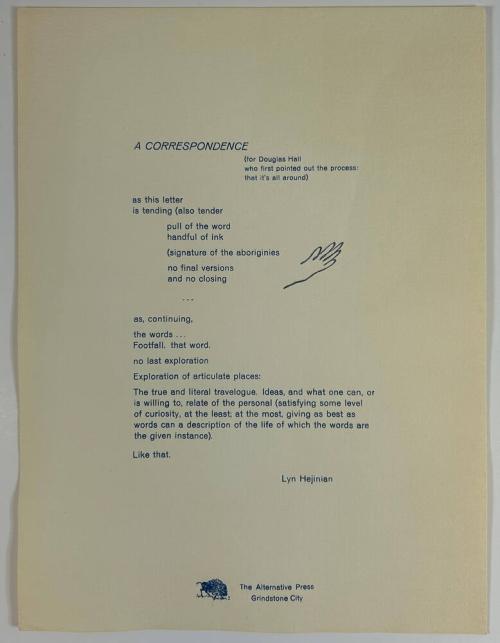 A CORRESPONDENCE
(for Douglas Hall
who first pointed out the process:
that it's all around)
as this letter
is tending (also tender
pull of the word
handful of ink
(signature of the aboriginies
no final versions
and no closing
...
as, continuing,
the words ...
Footfall. that word.
no last exploration
Exploration of articulate places:
The true and literal travelogue. Ideas, and what one can, or
is willing to, relate of the personal (satisfying some level
of curiosity, at the least; at the most, giving as best as
words can a description of the life of which the words are
the given instance).
Like that.
Lyn Hejinian
The Alternative Press
Grindstone City